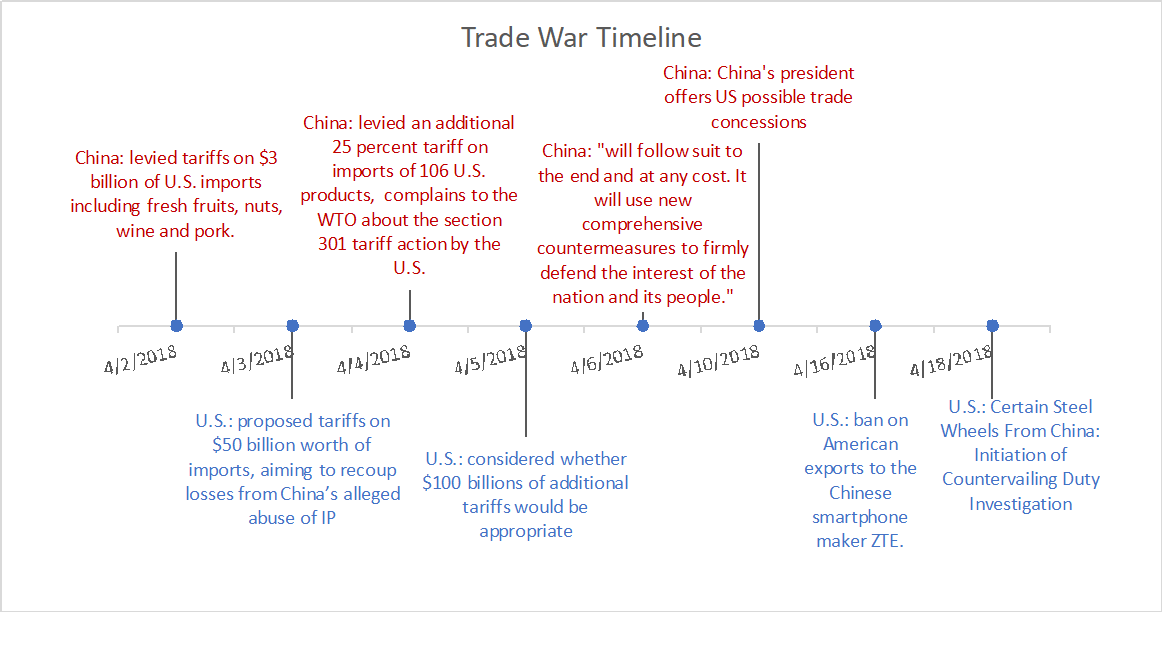 Trade War Timeline
China: China's president
offers US possible trade
concessions
China: levied an additional
25 percent tariff on
imports of 106 U.S.
products, complains to the
WTO about the section
301 tariff action by the
U.S.
China: "will follow suit to
the end and at any cost. It
will use new
comprehensive
countermeasures to firmly
defend the interest of the
nation and its people."
China: levied tariffs on $3
billion of U.S. imports
including fresh fruits, nuts,
wine and pork.
4/2/2018
4/3/2018
4/4/2018
4/5/2018
4/6/2018
4/10/2018
4/16/2018
4/18/2018
U.S.: proposed tariffs on
$50 billion worth of
imports, aiming to recoup
losses from China’s alleged
abuse of IP
U.S.: considered whether
$100 billions of additional
tariffs would be
appropriate
U.S.: ban on
American
exports to the
Chinese
smartphone
maker ZTE.
U.S.: Certain Steel
Wheels From China:
Initiation of
Countervailing Duty
Investigation